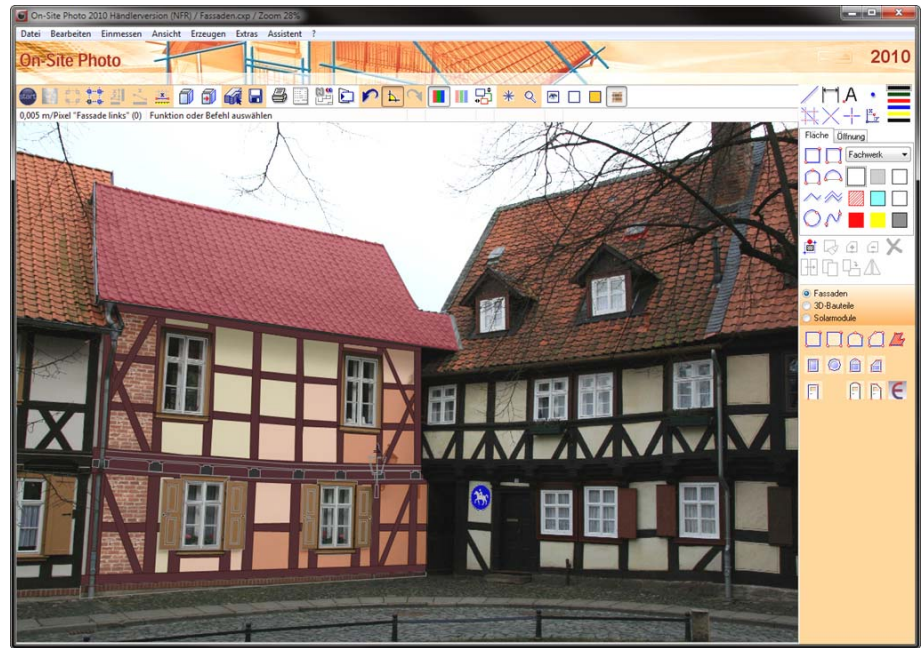 On-Site Photo 2010 Händlerversion (NFR) / Fassaden.cxp / Zoom 28%
Datei Bearbeiten Einmessen Ansicht Erzeugen Extras Assistent ?
On-Site Photo 2010
start
A
0,005 m/Pixel "Fassade links" (0) Funktion oder Befehl auswählen
Fläche Öffnung
Fachwerk
Fassaden
3D-Bauteile
Solarmodule